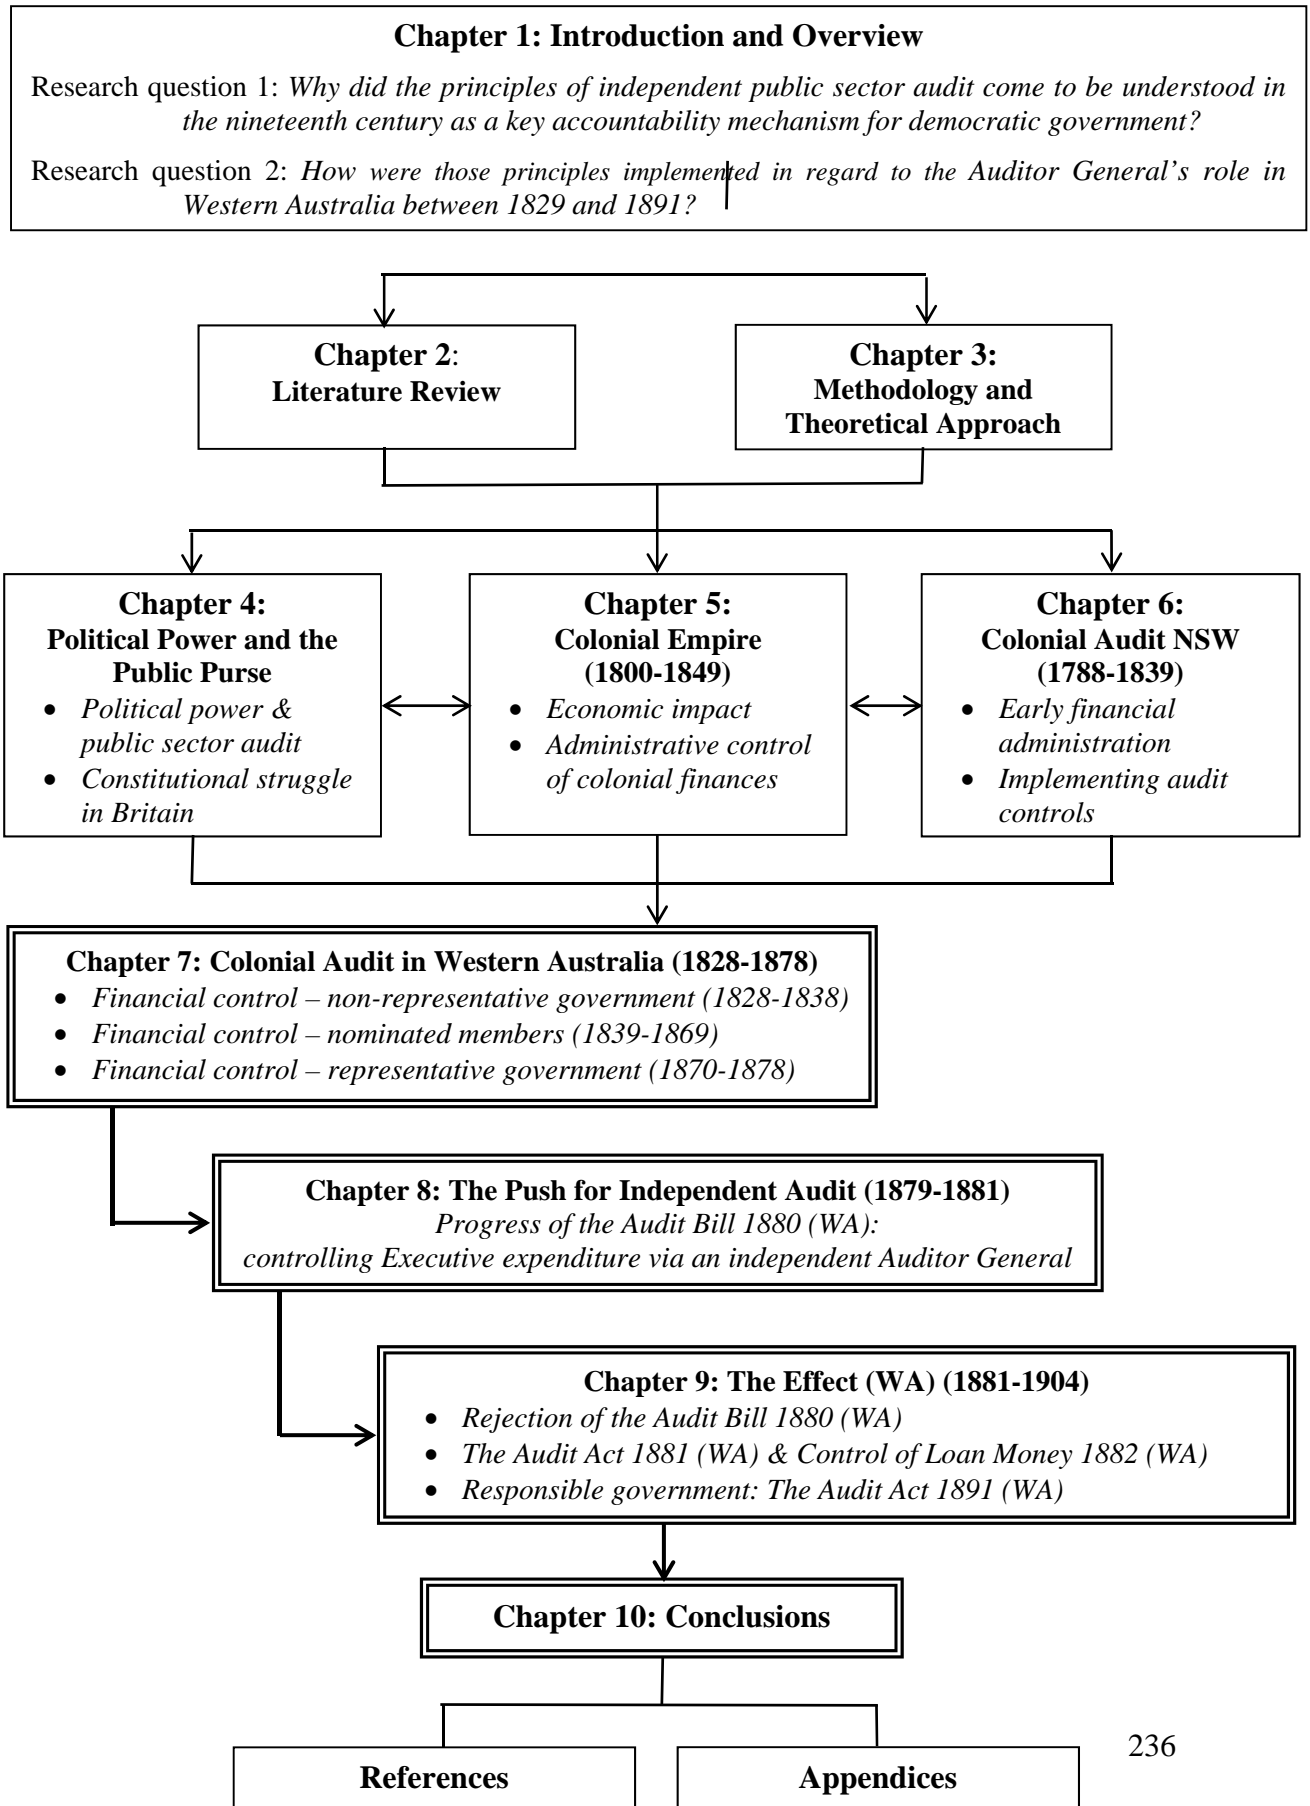 Chapter 1: Introduction and Overview
Research question 1: Why did the principles of independent public sector audit come to be understood in
the nineteenth century as a key accountability mechanism for democratic government?
Research question 2: How were those principles implemented in regard to the Auditor General’s role in
Western Australia between 1829 and 1891?
Chapter 2:
Literature Review
Chapter 3:
Methodology and
Theoretical Approach
Chapter 4:
Political Power and the
Public Purse
• Political power &
public sector audit
• Constitutional struggle
in Britain
Chapter 5:
Colonial Empire
(1800-1849)
• Economic impact
• Administrative control
of colonial finances
Chapter 6:
Colonial Audit NSW
(1788-1839)
• Early financial
administration
• Implementing audit
controls
Chapter 7: Colonial Audit in Western Australia (1828-1878)
• Financial control – non-representative government (1828-1838)
• Financial control – nominated members (1839-1869)
• Financial control – representative government (1870-1878)
Chapter 8: The Push for Independent Audit (1879-1881)
Progress of the Audit Bill 1880 (WA):
controlling Executive expenditure via an independent Auditor General
Chapter 9: The Effect (WA) (1881-1904)
• Rejection of the Audit Bill 1880 (WA)
• The Audit Act 1881 (WA) & Control of Loan Money 1882 (WA)
• Responsible government: The Audit Act 1891 (WA)
Chapter 10: Conclusions
References
Appendices
236